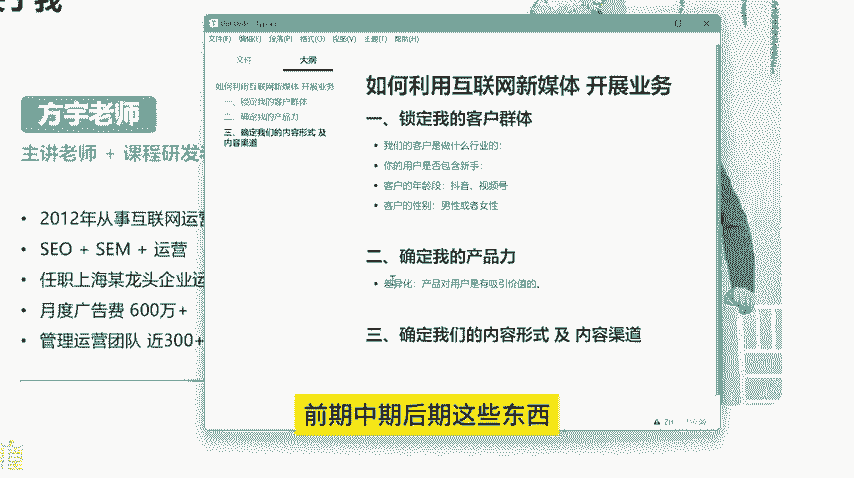 于我
方宇老师
主讲老师 + 课程研发
• 2012年从事互联网运营
• SEO + SEM + 运营
• 任职上海某龙头企业运
• 月度广告费 600万+
• 管理运营团队 近300+
文件(F) 编辑(E) 段落(P) 格式(O) 视图(V) 主题(T) 帮助(H)
文件 大纲
如何利用互联网新媒体 开展业务
一、锁定我的客户群体
二、确定我的产品力
三、确定我们的内容形式 及
内容渠道
如何利用互联网新媒体 开展业务
一、锁定我的客户群体
• 我们的客户是做什么行业的:
• 你的用户是否包含新手:
• 客户的年龄段: 抖音、视频号
• 客户的性别: 男性或者女性
二、确定我的产品力
• 差异化: 产品对用户是有吸引价值的。
三、确定我们的内容形式 及 内容渠道
前期中期后期这些东西